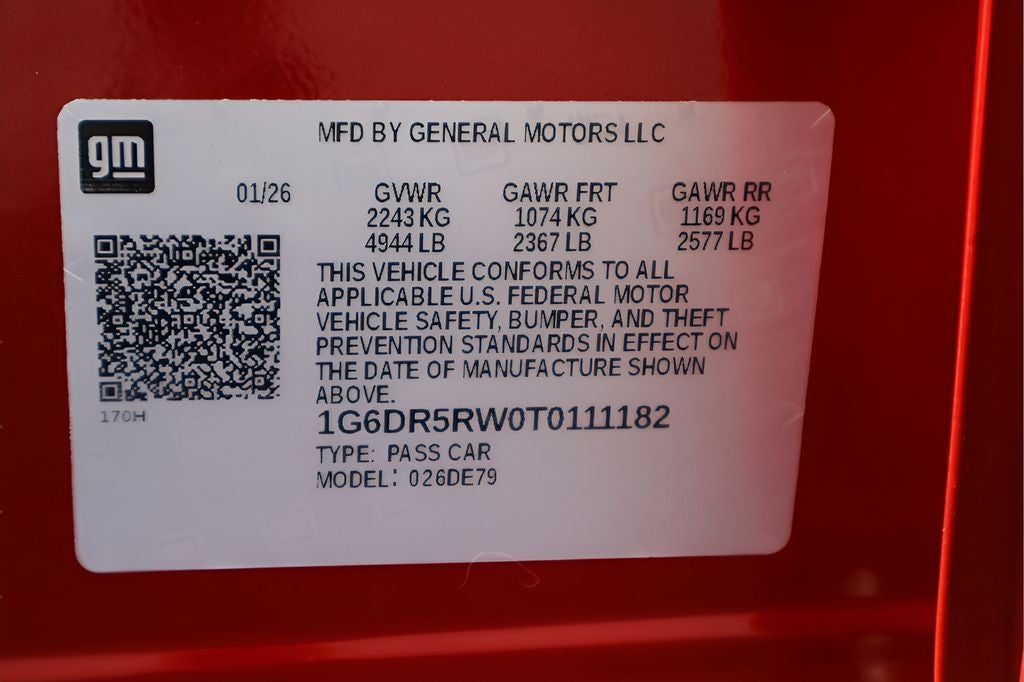 gm
MFD BY GENERAL MOTORS LLC
01/26 GVWR GAWR FRT GAWR RR
2243 KG 1074 KG 1169 KG
4944 LB 2367 LB 2577 LB
THIS VEHICLE CONFORMS TO ALL
APPLICABLE U.S. FEDERAL MOTOR
VEHICLE SAFETY, BUMPER, AND THEFT
PREVENTION STANDARDS IN EFFECT ON
THE DATE OF MANUFACTURE SHOWN
ABOVE.
170H
1G6DR5RW0T0111182
TYPE: PASS CAR
MODEL: 026DE79